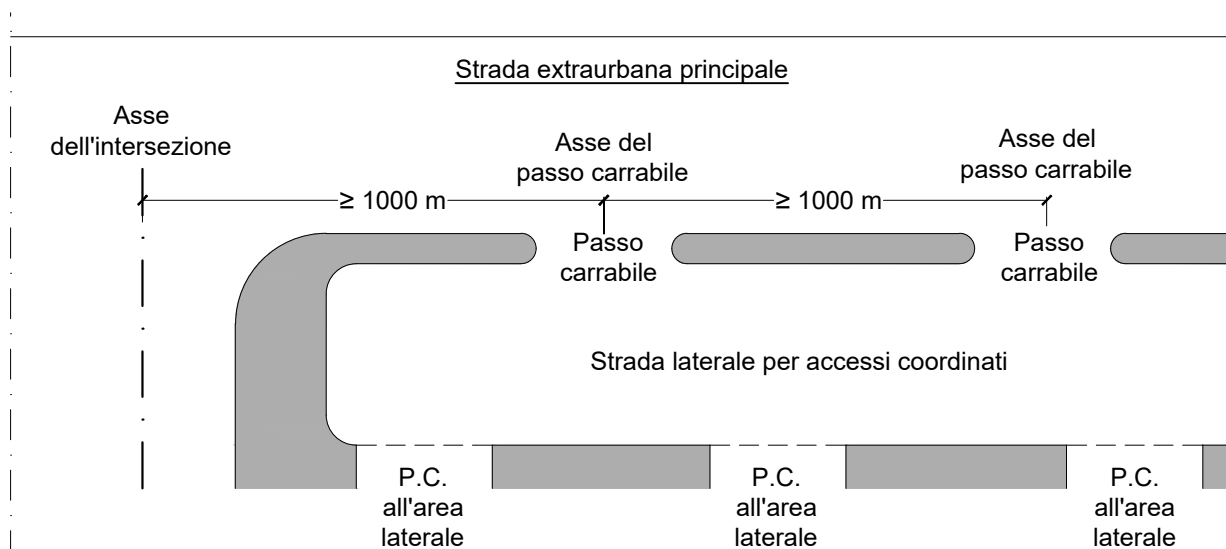 Strada extraurbana principale
Asse
dell'intersezione
Asse del
passo carrabile
Asse del
passo carrabile
≥ 1000 m
≥ 1000 m
Passo
carrabile
Passo
carrabile
Strada laterale per accessi coordinati
P.C.
all'area
laterale
P.C.
all'area
laterale
P.C.
all'area
laterale